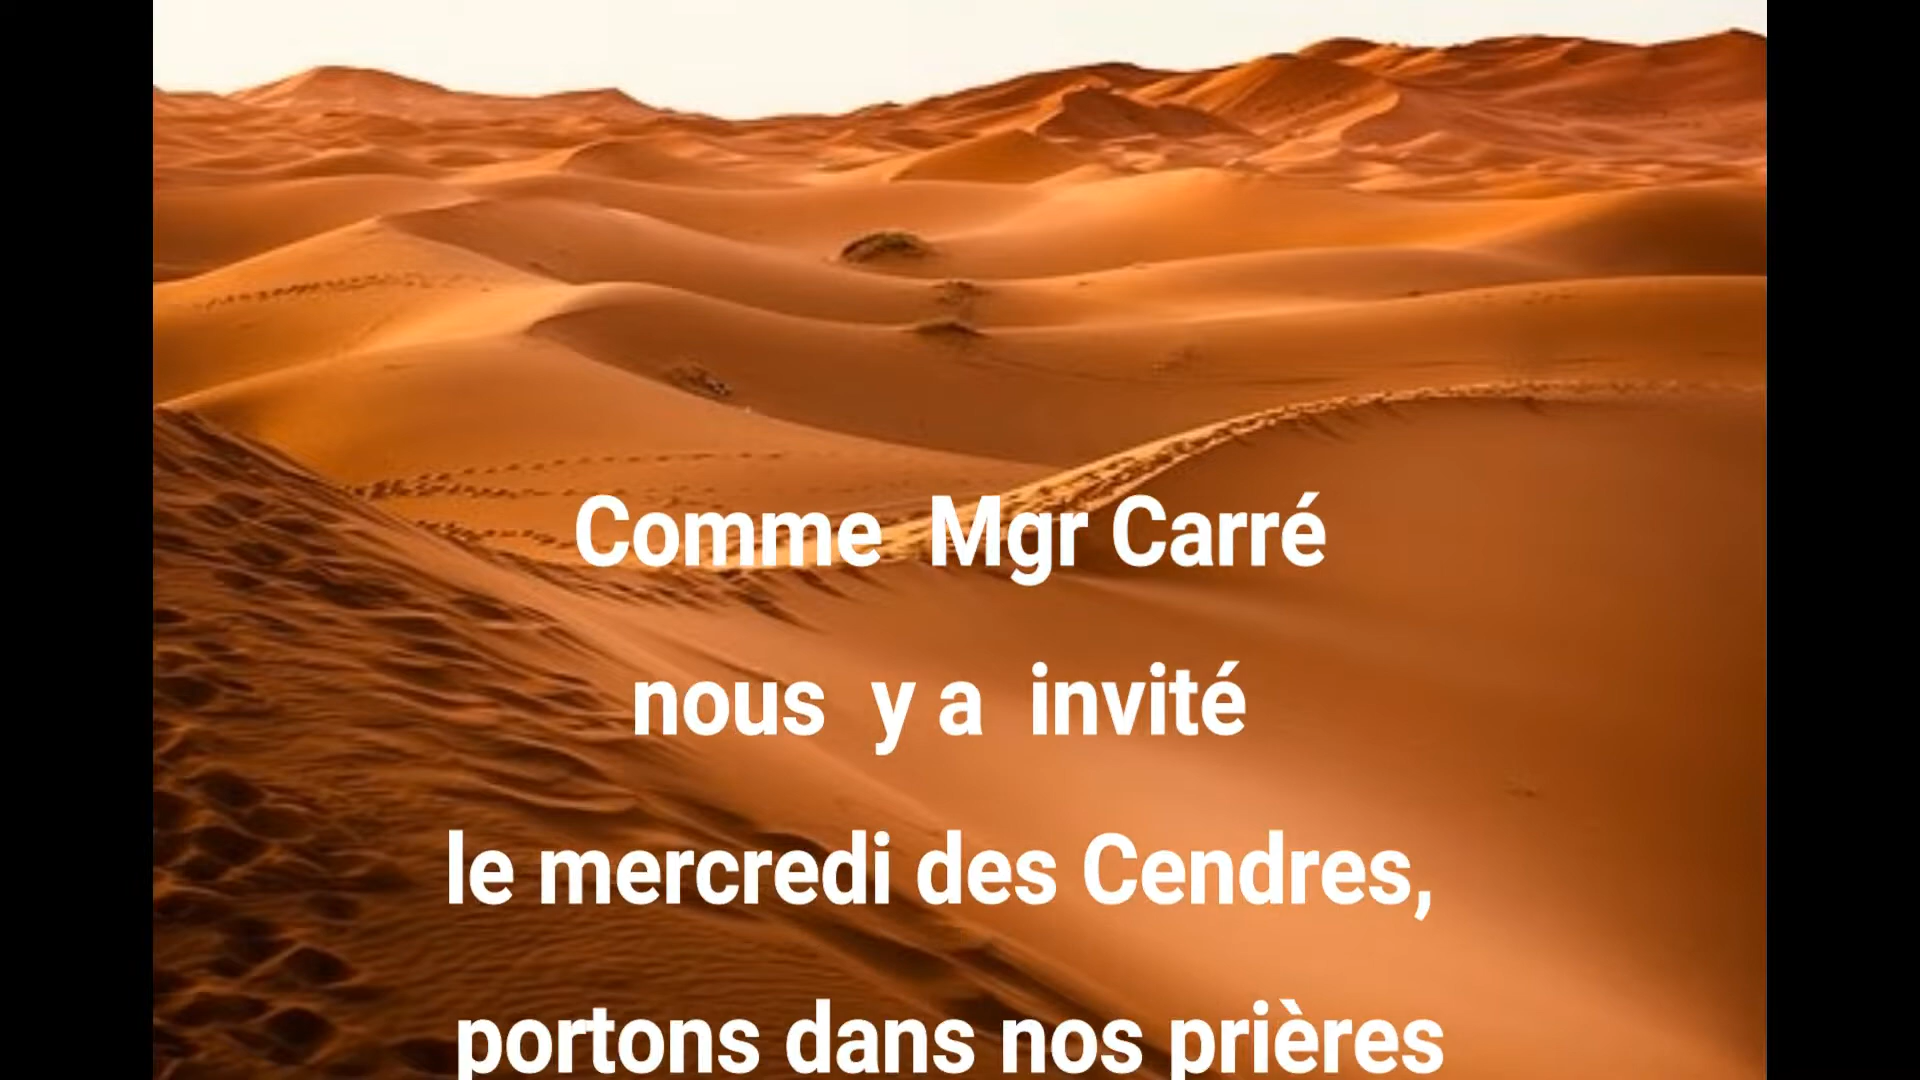 Comme Mgr Carré
nous y a invité
le mercredi des Cendres,
portons dans nos prières